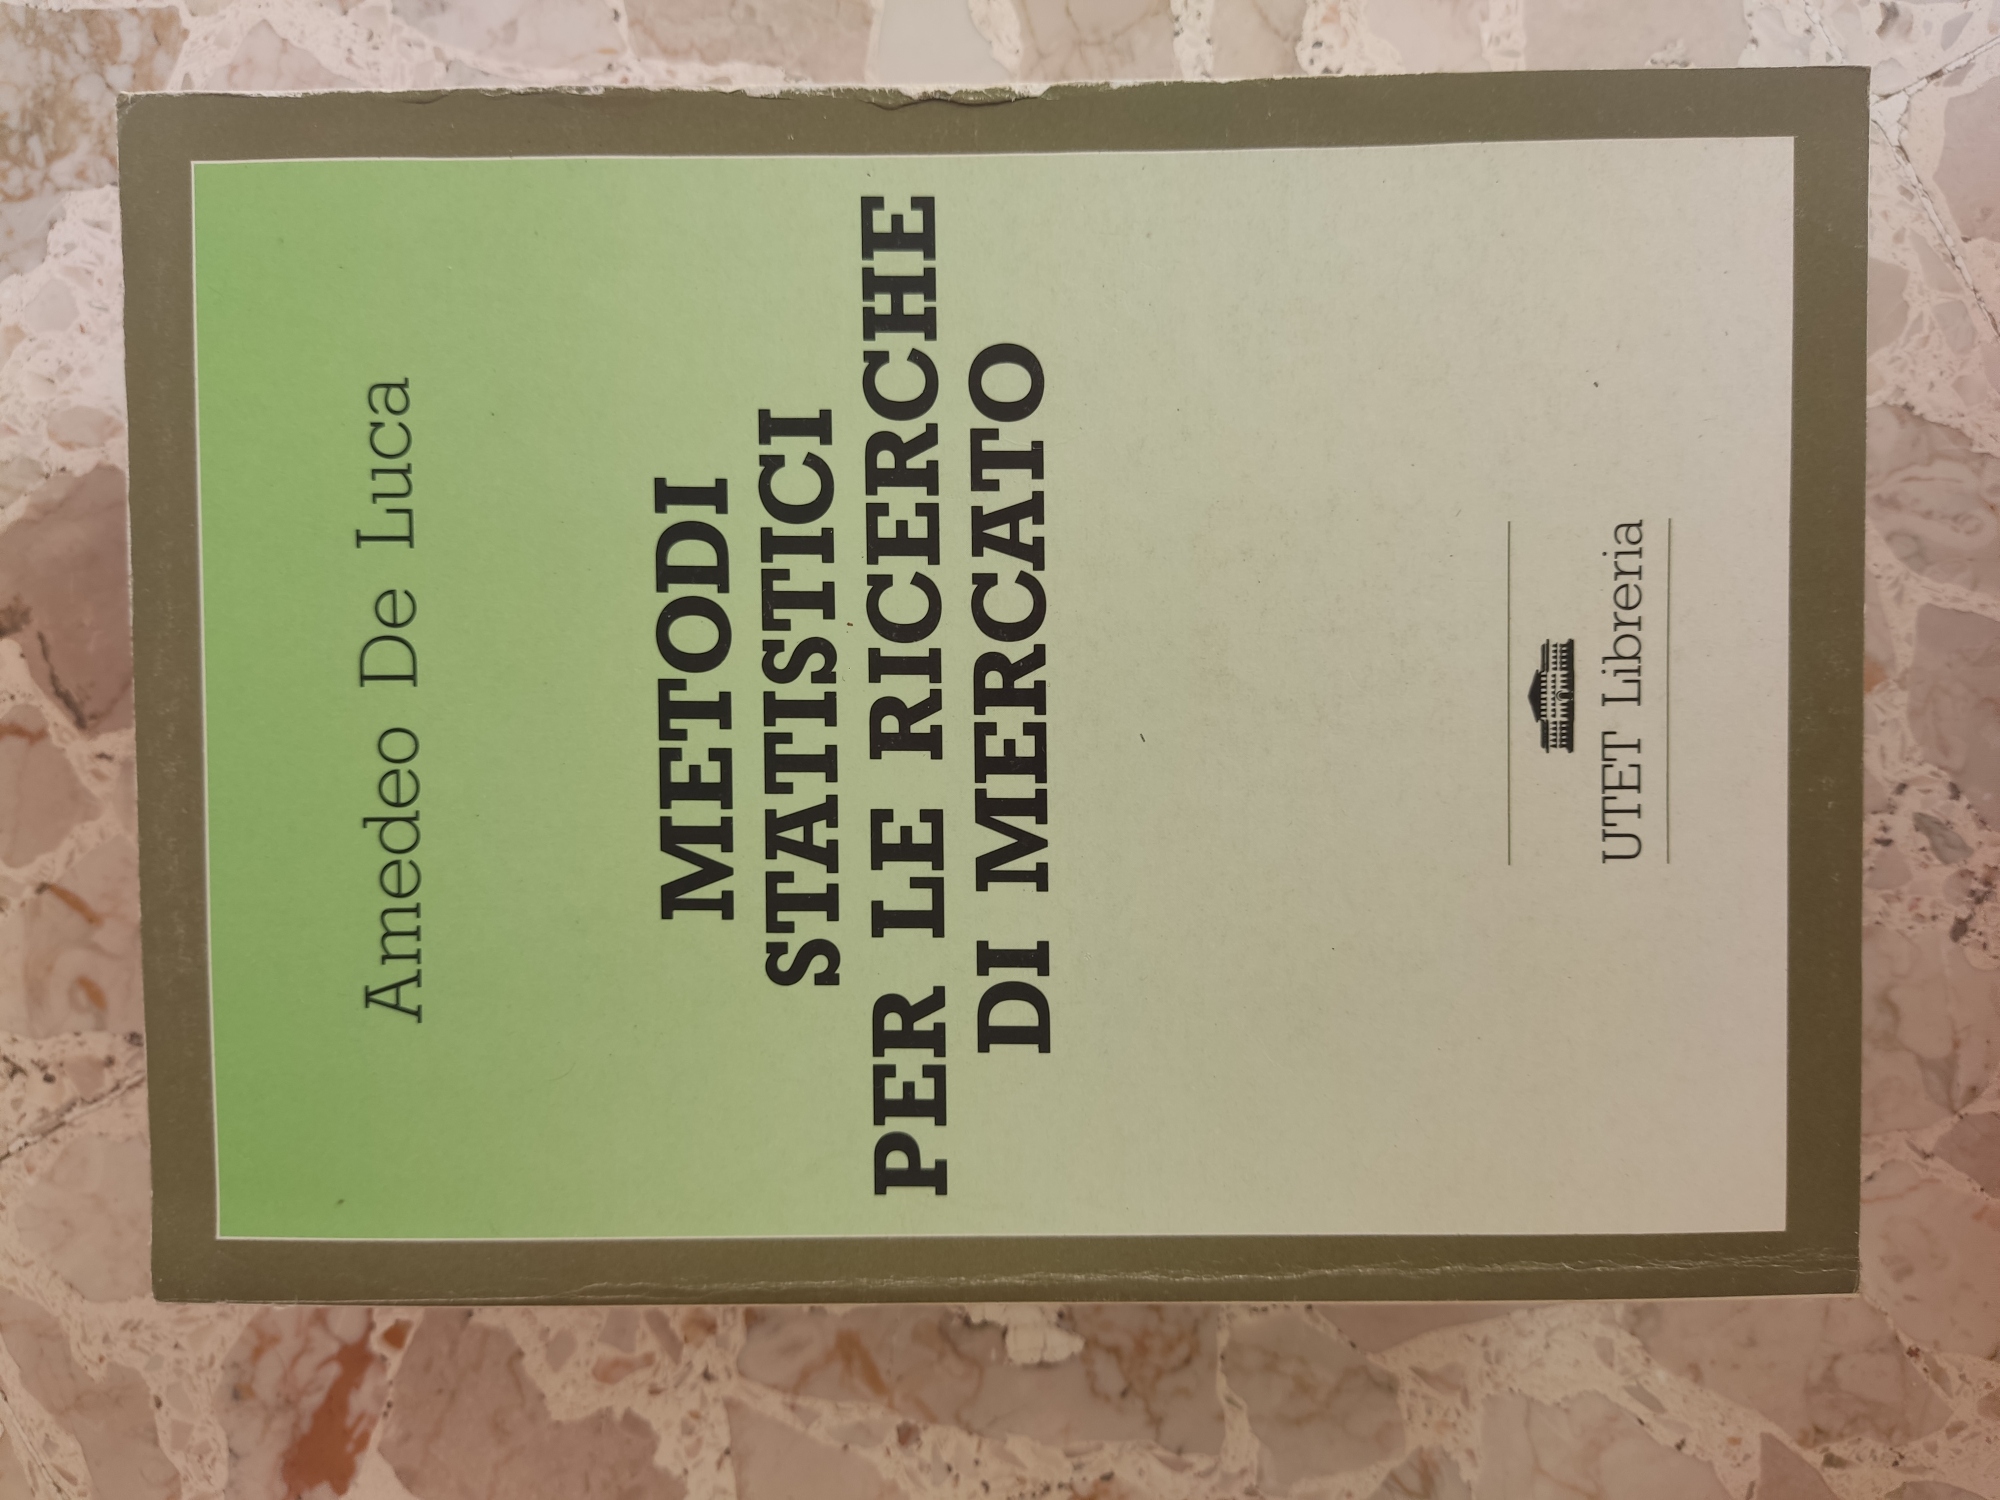 Amedeo De Luca
METODI
STATISTICI
PER LE RICERCHE
DI MERCATO
UTET Libreria